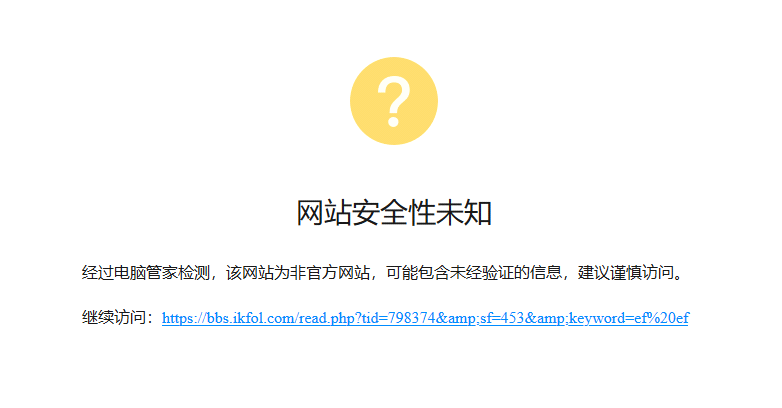 ?
网站安全性未知
经过电脑管家检测，该网站为非官方网站，可能包含未经验证的信息，建议谨慎访问。
继续访问：https://bbs.ikfol.com/read.php?tid=798374&amp;sf=453&amp;keyword=ef%20ef